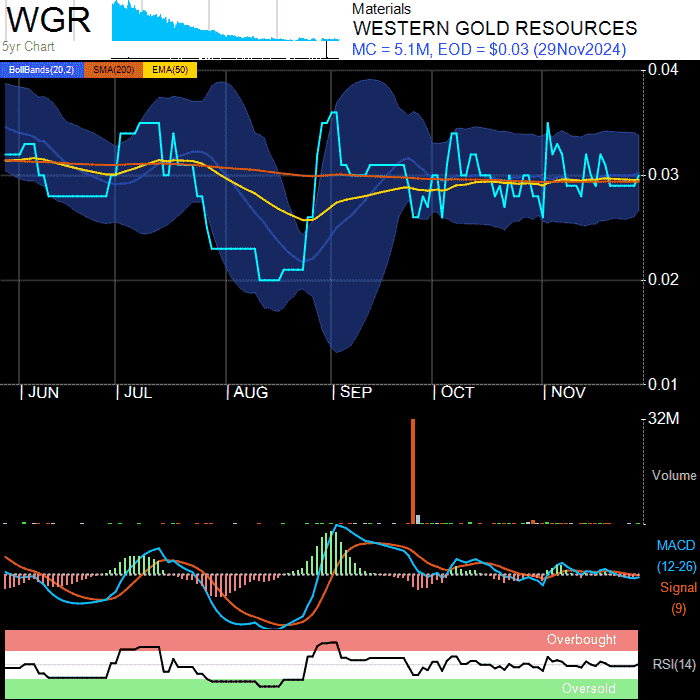 WGR
5yr Chart
Materials
WESTERN GOLD RESOURCES
MC = 5.1M, EOD = $0.03 (29Nov2024)
BollBands(20,2) SMA(200) EMA(50)
0.04
0.03
0.02
0.01
JUN JUL AUG SEP OCT NOV
32M
Volume
MACD
(12-26)
Signal
(9)
Overbought
RSI(14)
Oversold